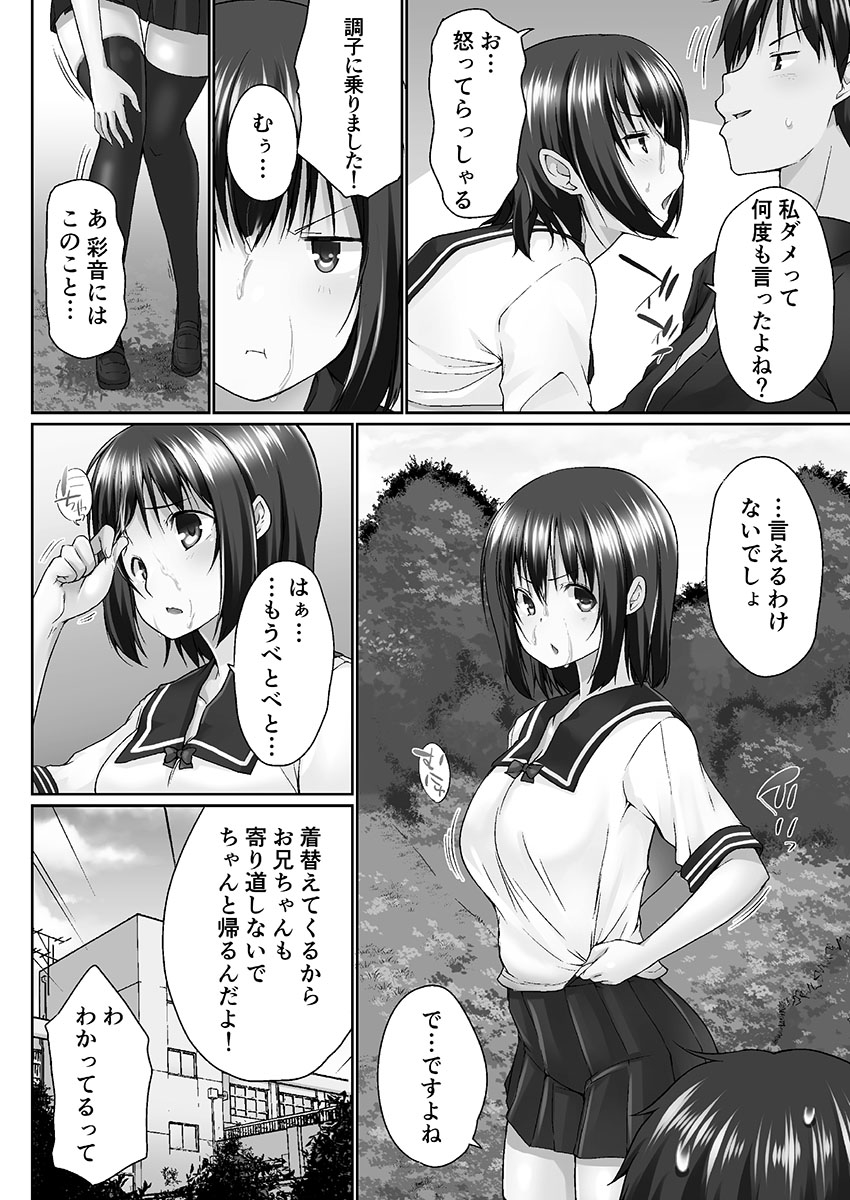 私ダメって
何度も言ったよね?
お…
怒ってらっしゃる
調子に乗りました!
むぅ…
あ 彩音には
このこと…
…言えるわけ
ないでしょ
で…ですよね
はぁ…
…もうべとべと…
着替えてくるから
お兄ちゃんも
寄り道しないで
ちゃんと帰るんだよ!
わ
わかってるって